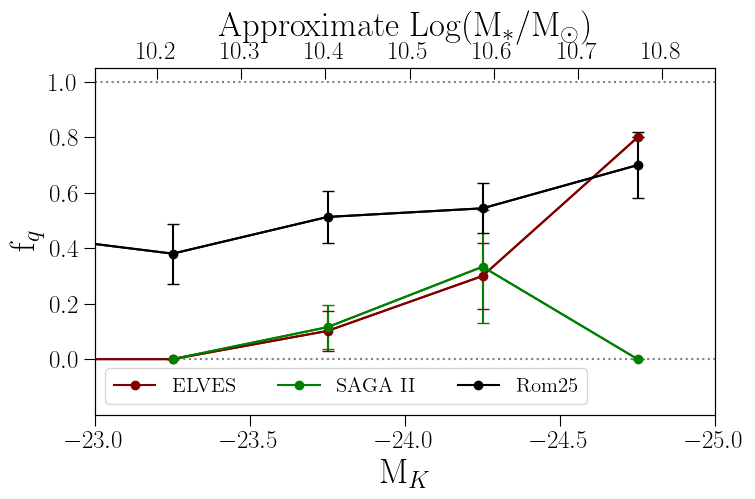 Approximate Log(M*/M☉)
10.2 10.3 10.4 10.5 10.6 10.7 10.8
1.0
0.8
0.6
0.4
0.2
0.0
f_q
ELVES SAGA II Rom25
−23.0 −23.5 −24.0 −24.5 −25.0
M_K